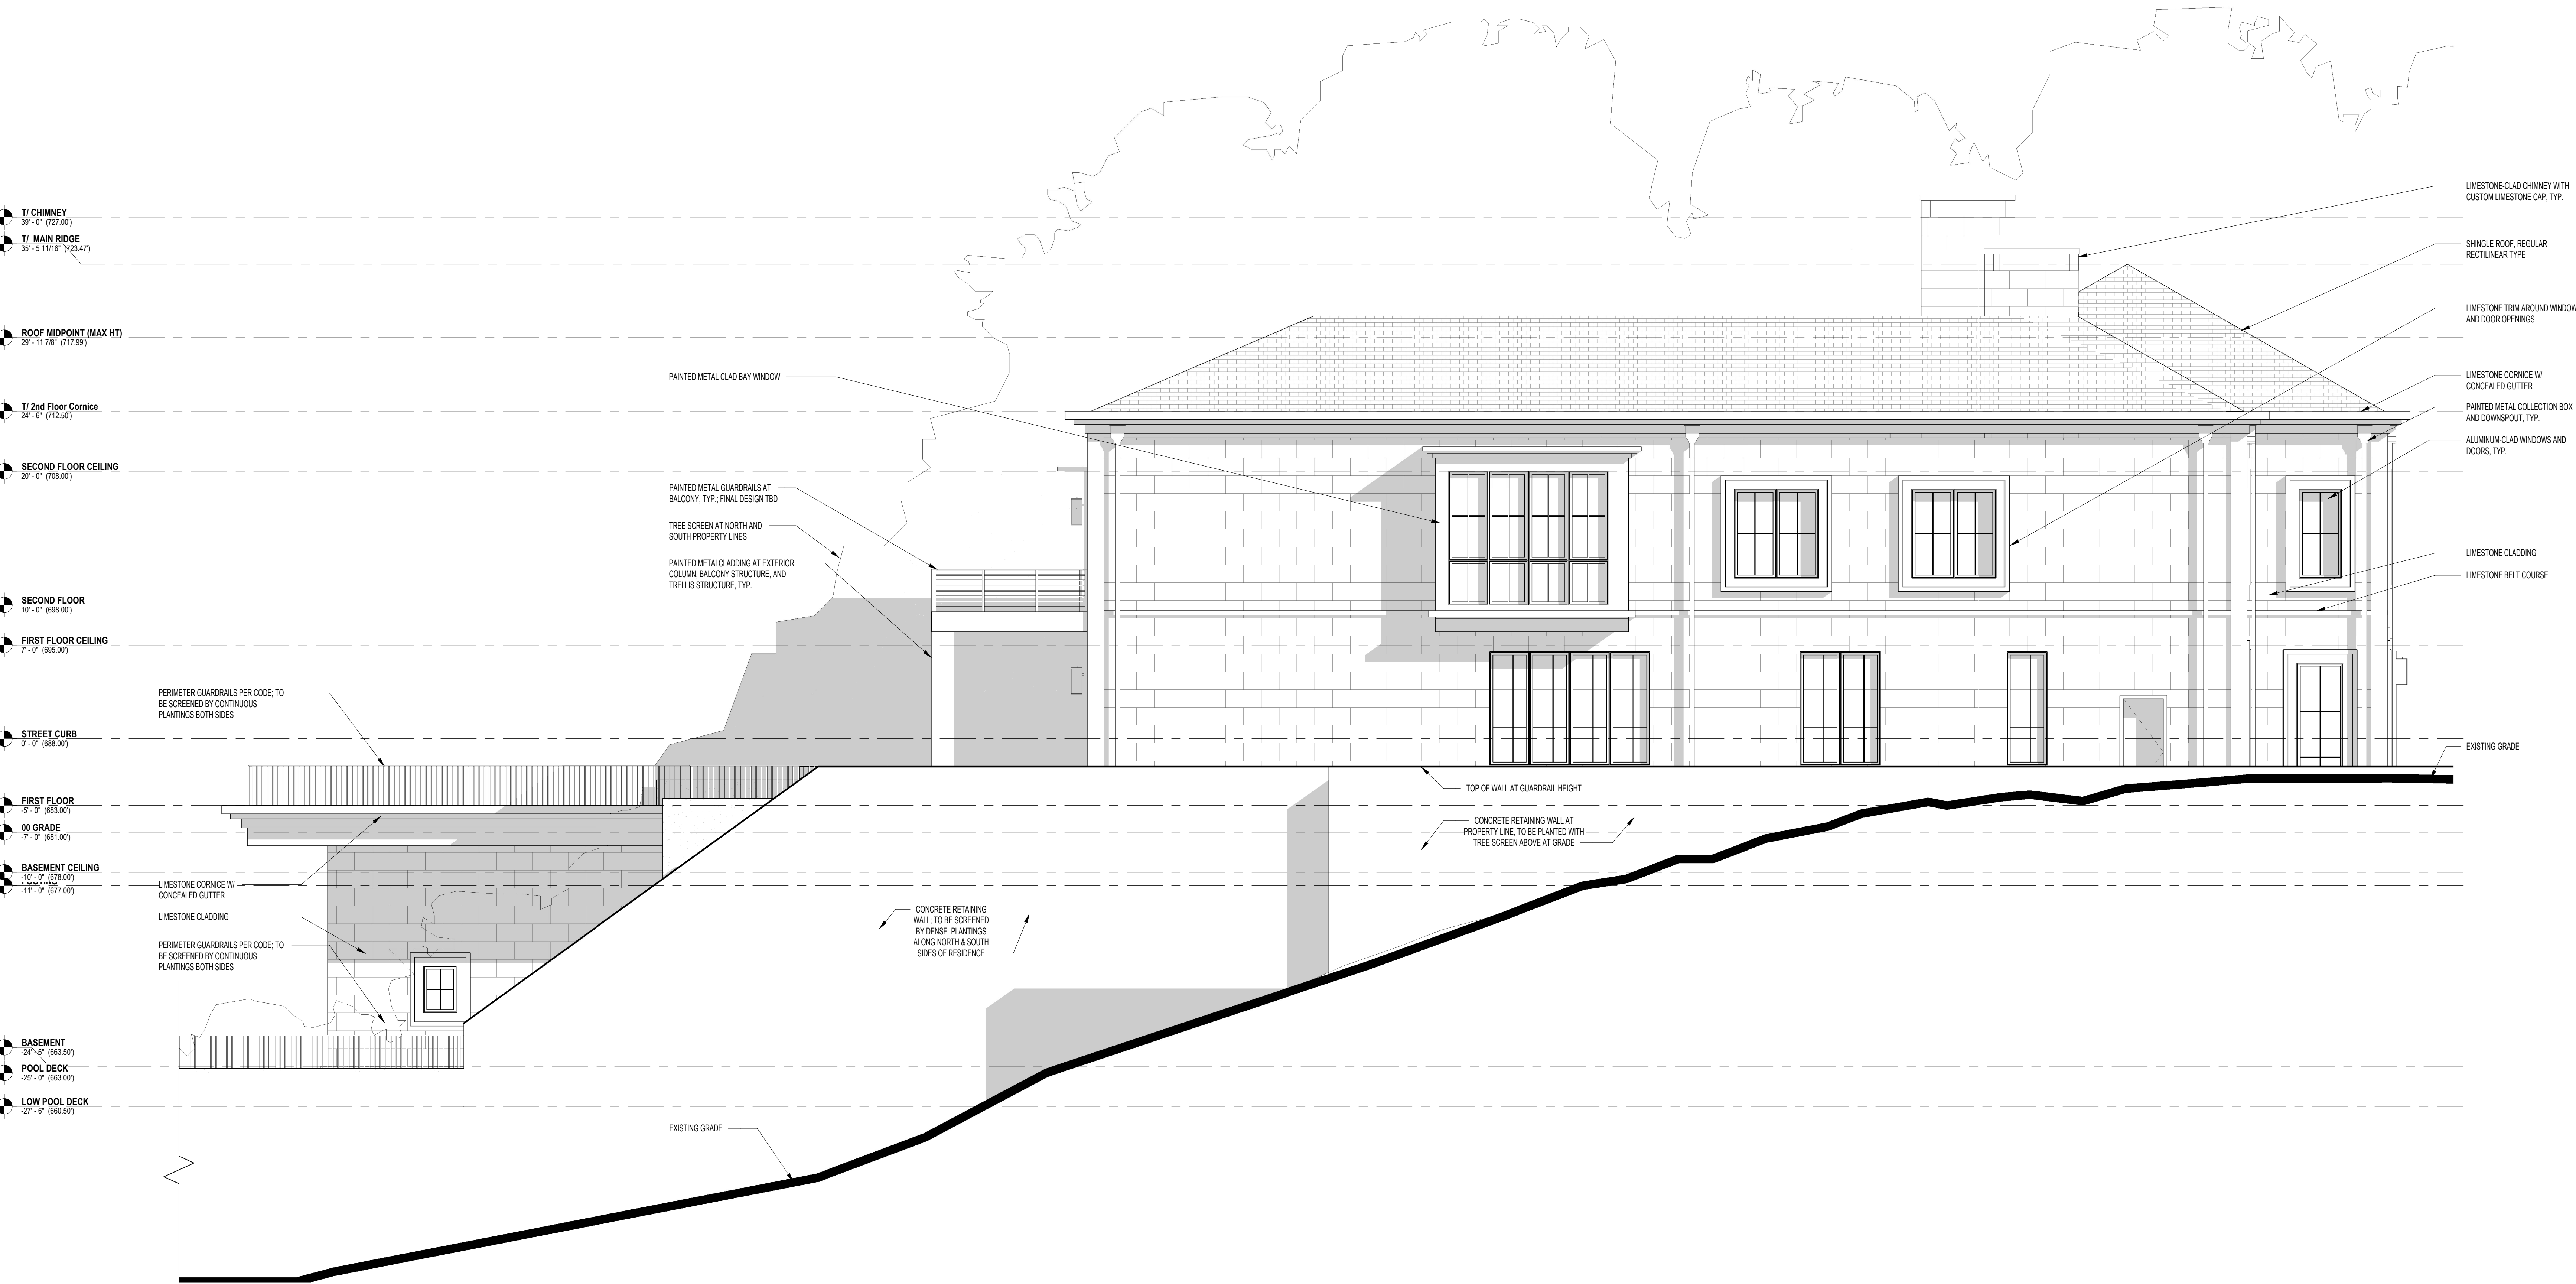 T/ CHIMNEY
39' - 0" (727.00')
T/ MAIN RIDGE
35' - 5 11/16" (723.47')
ROOF MIDPOINT (MAX HT)
29' - 11 7/8" (717.99')
T/ 2nd Floor Cornice
24' - 6" (712.50')
SECOND FLOOR CEILING
20' - 0" (708.00')
SECOND FLOOR
10' - 0" (698.00')
FIRST FLOOR CEILING
7' - 0" (695.00')
STREET CURB
0' - 0" (688.00')
FIRST FLOOR
-5' - 0" (683.00')
00 GRADE
-7' - 0" (681.00')
BASEMENT CEILING
-10' - 0" (678.00')
-11' - 0" (677.00')
BASEMENT
-24' - 6" (663.50')
POOL DECK
-25' - 0" (663.00')
LOW POOL DECK
-27' - 6" (660.50')
PERIMETER GUARDRAILS PER CODE; TO
BE SCREENED BY CONTINUOUS
PLANTINGS BOTH SIDES
LIMESTONE CORNICE W/
CONCEALED GUTTER
LIMESTONE CLADDING
PERIMETER GUARDRAILS PER CODE; TO
BE SCREENED BY CONTINUOUS
PLANTINGS BOTH SIDES
PAINTED METAL CLAD BAY WINDOW
PAINTED METAL GUARDRAILS AT
BALCONY, TYP.; FINAL DESIGN TBD
TREE SCREEN AT NORTH AND
SOUTH PROPERTY LINES
PAINTED METALCLADDING AT EXTERIOR
COLUMN, BALCONY STRUCTURE, AND
TRELLIS STRUCTURE, TYP.
CONCRETE RETAINING
WALL; TO BE SCREENED
BY DENSE PLANTINGS
ALONG NORTH & SOUTH
SIDES OF RESIDENCE
EXISTING GRADE
TOP OF WALL AT GUARDRAIL HEIGHT
CONCRETE RETAINING WALL AT
PROPERTY LINE, TO BE PLANTED WITH
TREE SCREEN ABOVE AT GRADE
LIMESTONE-CLAD CHIMNEY WITH
CUSTOM LIMESTONE CAP, TYP.
SHINGLE ROOF, REGULAR
RECTILINEAR TYPE
LIMESTONE TRIM AROUND WINDOW
AND DOOR OPENINGS
LIMESTONE CORNICE W/
CONCEALED GUTTER
PAINTED METAL COLLECTION BOX
AND DOWNSPOUT, TYP.
ALUMINUM-CLAD WINDOWS AND
DOORS, TYP.
LIMESTONE CLADDING
LIMESTONE BELT COURSE
EXISTING GRADE